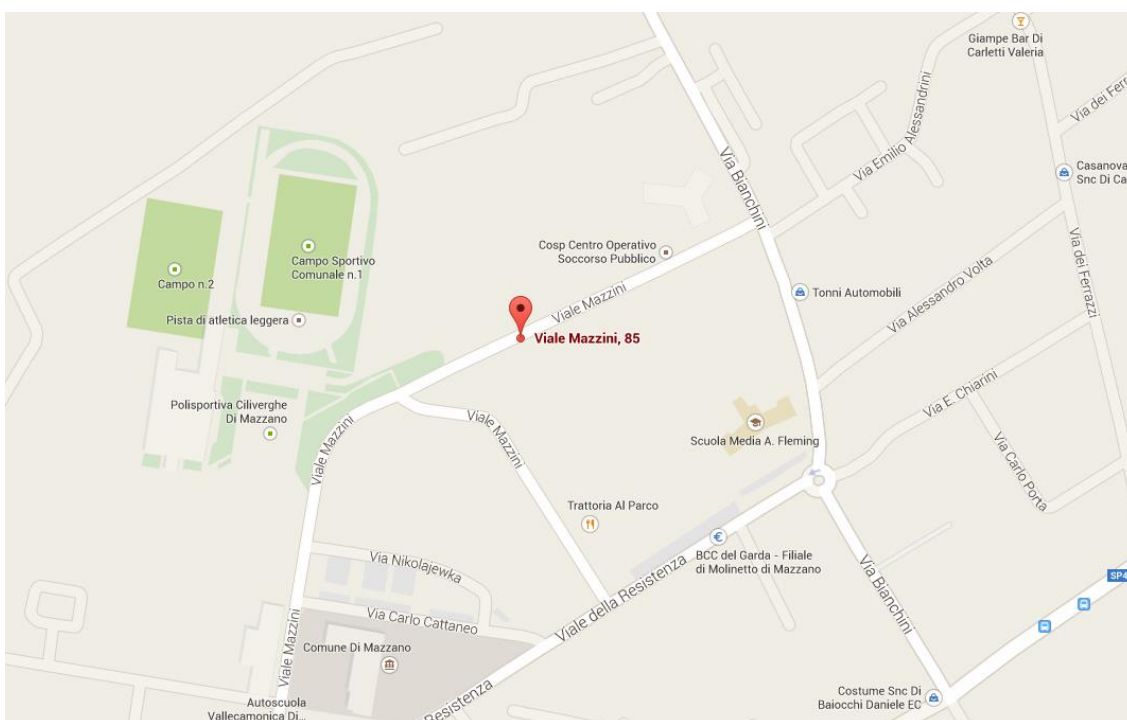 Giampe Bar Di
Carletti Valeria
Via dei Ferr
Via Emilio Alessandrini
Via Bianchini
Casanova
Snc Di Ca
Cosp Centro Operativo
Soccorso Pubblico
Campo Sportivo
Comunale n.1
Campo n.2
Via dei Ferrazzi
Via Alessandro Volta
Tonni Automobili
Viale Mazzini
Pista di atletica leggera
Viale Mazzini, 85
Via E. Chiarini
Polisportiva Ciliverghe
Di Mazzano
Viale Mazzini
Viale Mazzini
Scuola Media A. Fleming
Via Carlo Porta
Trattoria Al Parco
BCC del Garda - Filiale
di Molinetto di Mazzano
Via Nikolajewka
Viale della Resistenza
Via Bianchini
SP4
Via Carlo Cattaneo
Viale Mazzini
Comune Di Mazzano
Resistenza
Costume Snc Di
Baiocchi Daniele EC
Autoscuola
Vallecamonica Di...